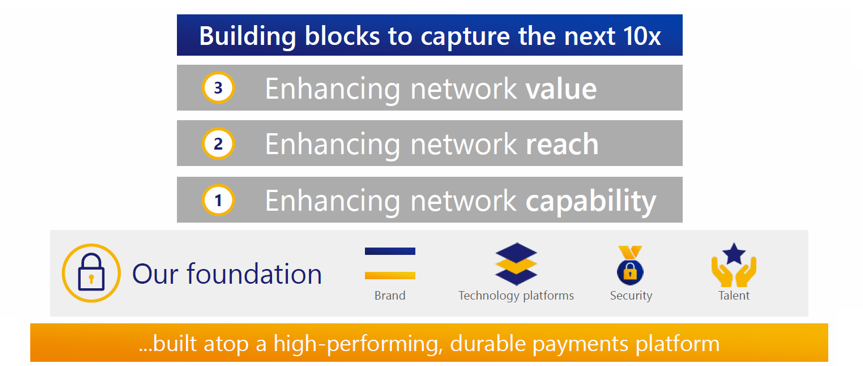 Building blocks to capture the next 10x
3 Enhancing network value
2 Enhancing network reach
1 Enhancing network capability
Our foundation
Brand Technology platforms Security Talent
...built atop a high-performing, durable payments platform